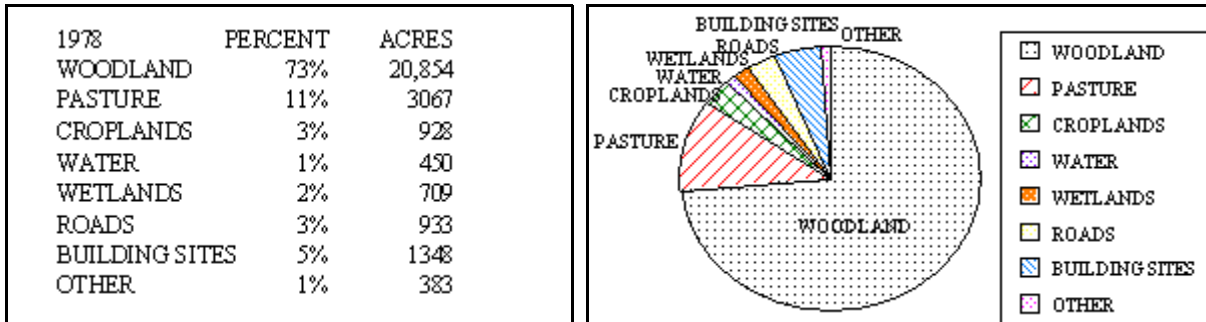 1978 PERCENT ACRES
WOODLAND 73% 20,854
PASTURE 11% 3067
CROPLANDS 3% 928
WATER 1% 450
WETLANDS 2% 709
ROADS 3% 933
BUILDING SITES 5% 1348
OTHER 1% 383
BUILDING SITES
OTHER
ROADS
WETLANDS
WATER
CROPLANDS
PASTURE
WOODLAND
WOODLAND
PASTURE
CROPLANDS
WATER
WETLANDS
ROADS
BUILDING SITES
OTHER